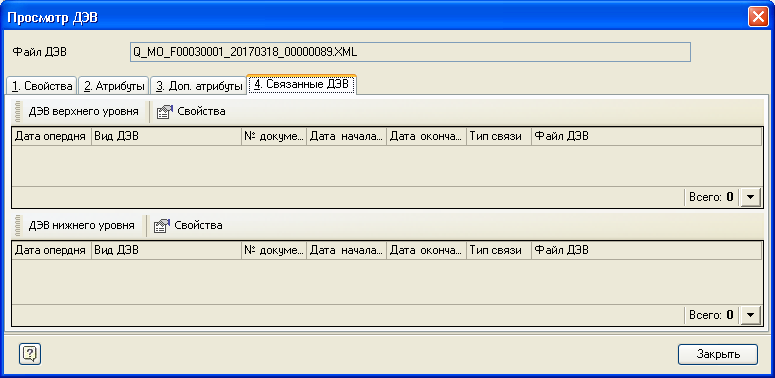 Просмотр ДЭВ
Файл ДЭВ Q_MO_F00030001_20170318_00000089.XML
1. Свойства 2. Атрибуты 3. Доп. атрибуты 4. Связанные ДЭВ
ДЭВ верхнего уровня Свойства
Дата опердня Вид ДЭВ № докуме... Дата начала... Дата оконча... Тип связи Файл ДЭВ
Всего: 0
ДЭВ нижнего уровня Свойства
Дата опердня Вид ДЭВ № докуме... Дата начала... Дата оконча... Тип связи Файл ДЭВ
Всего: 0
? Закрыть